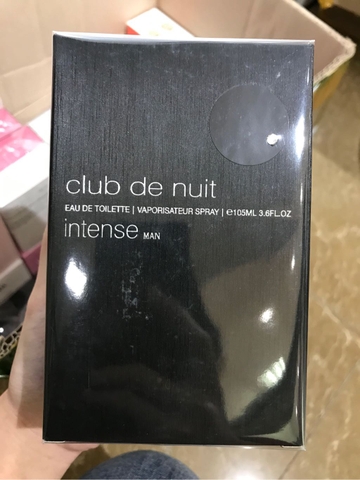 club de nuit
EAU DE TOILETTE | VAPORISATEUR SPRAY | ℮105ML 3.6FL.OZ
intense MAN